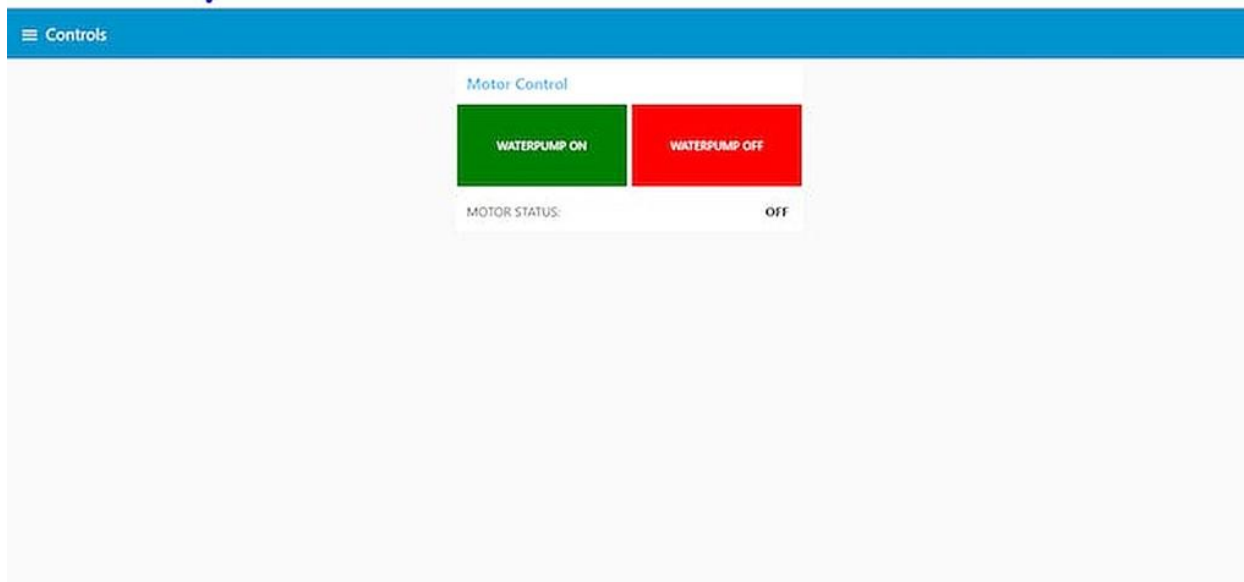 Controls
Motor Control
WATERPUMP ON WATERPUMP OFF
MOTOR STATUS: OFF